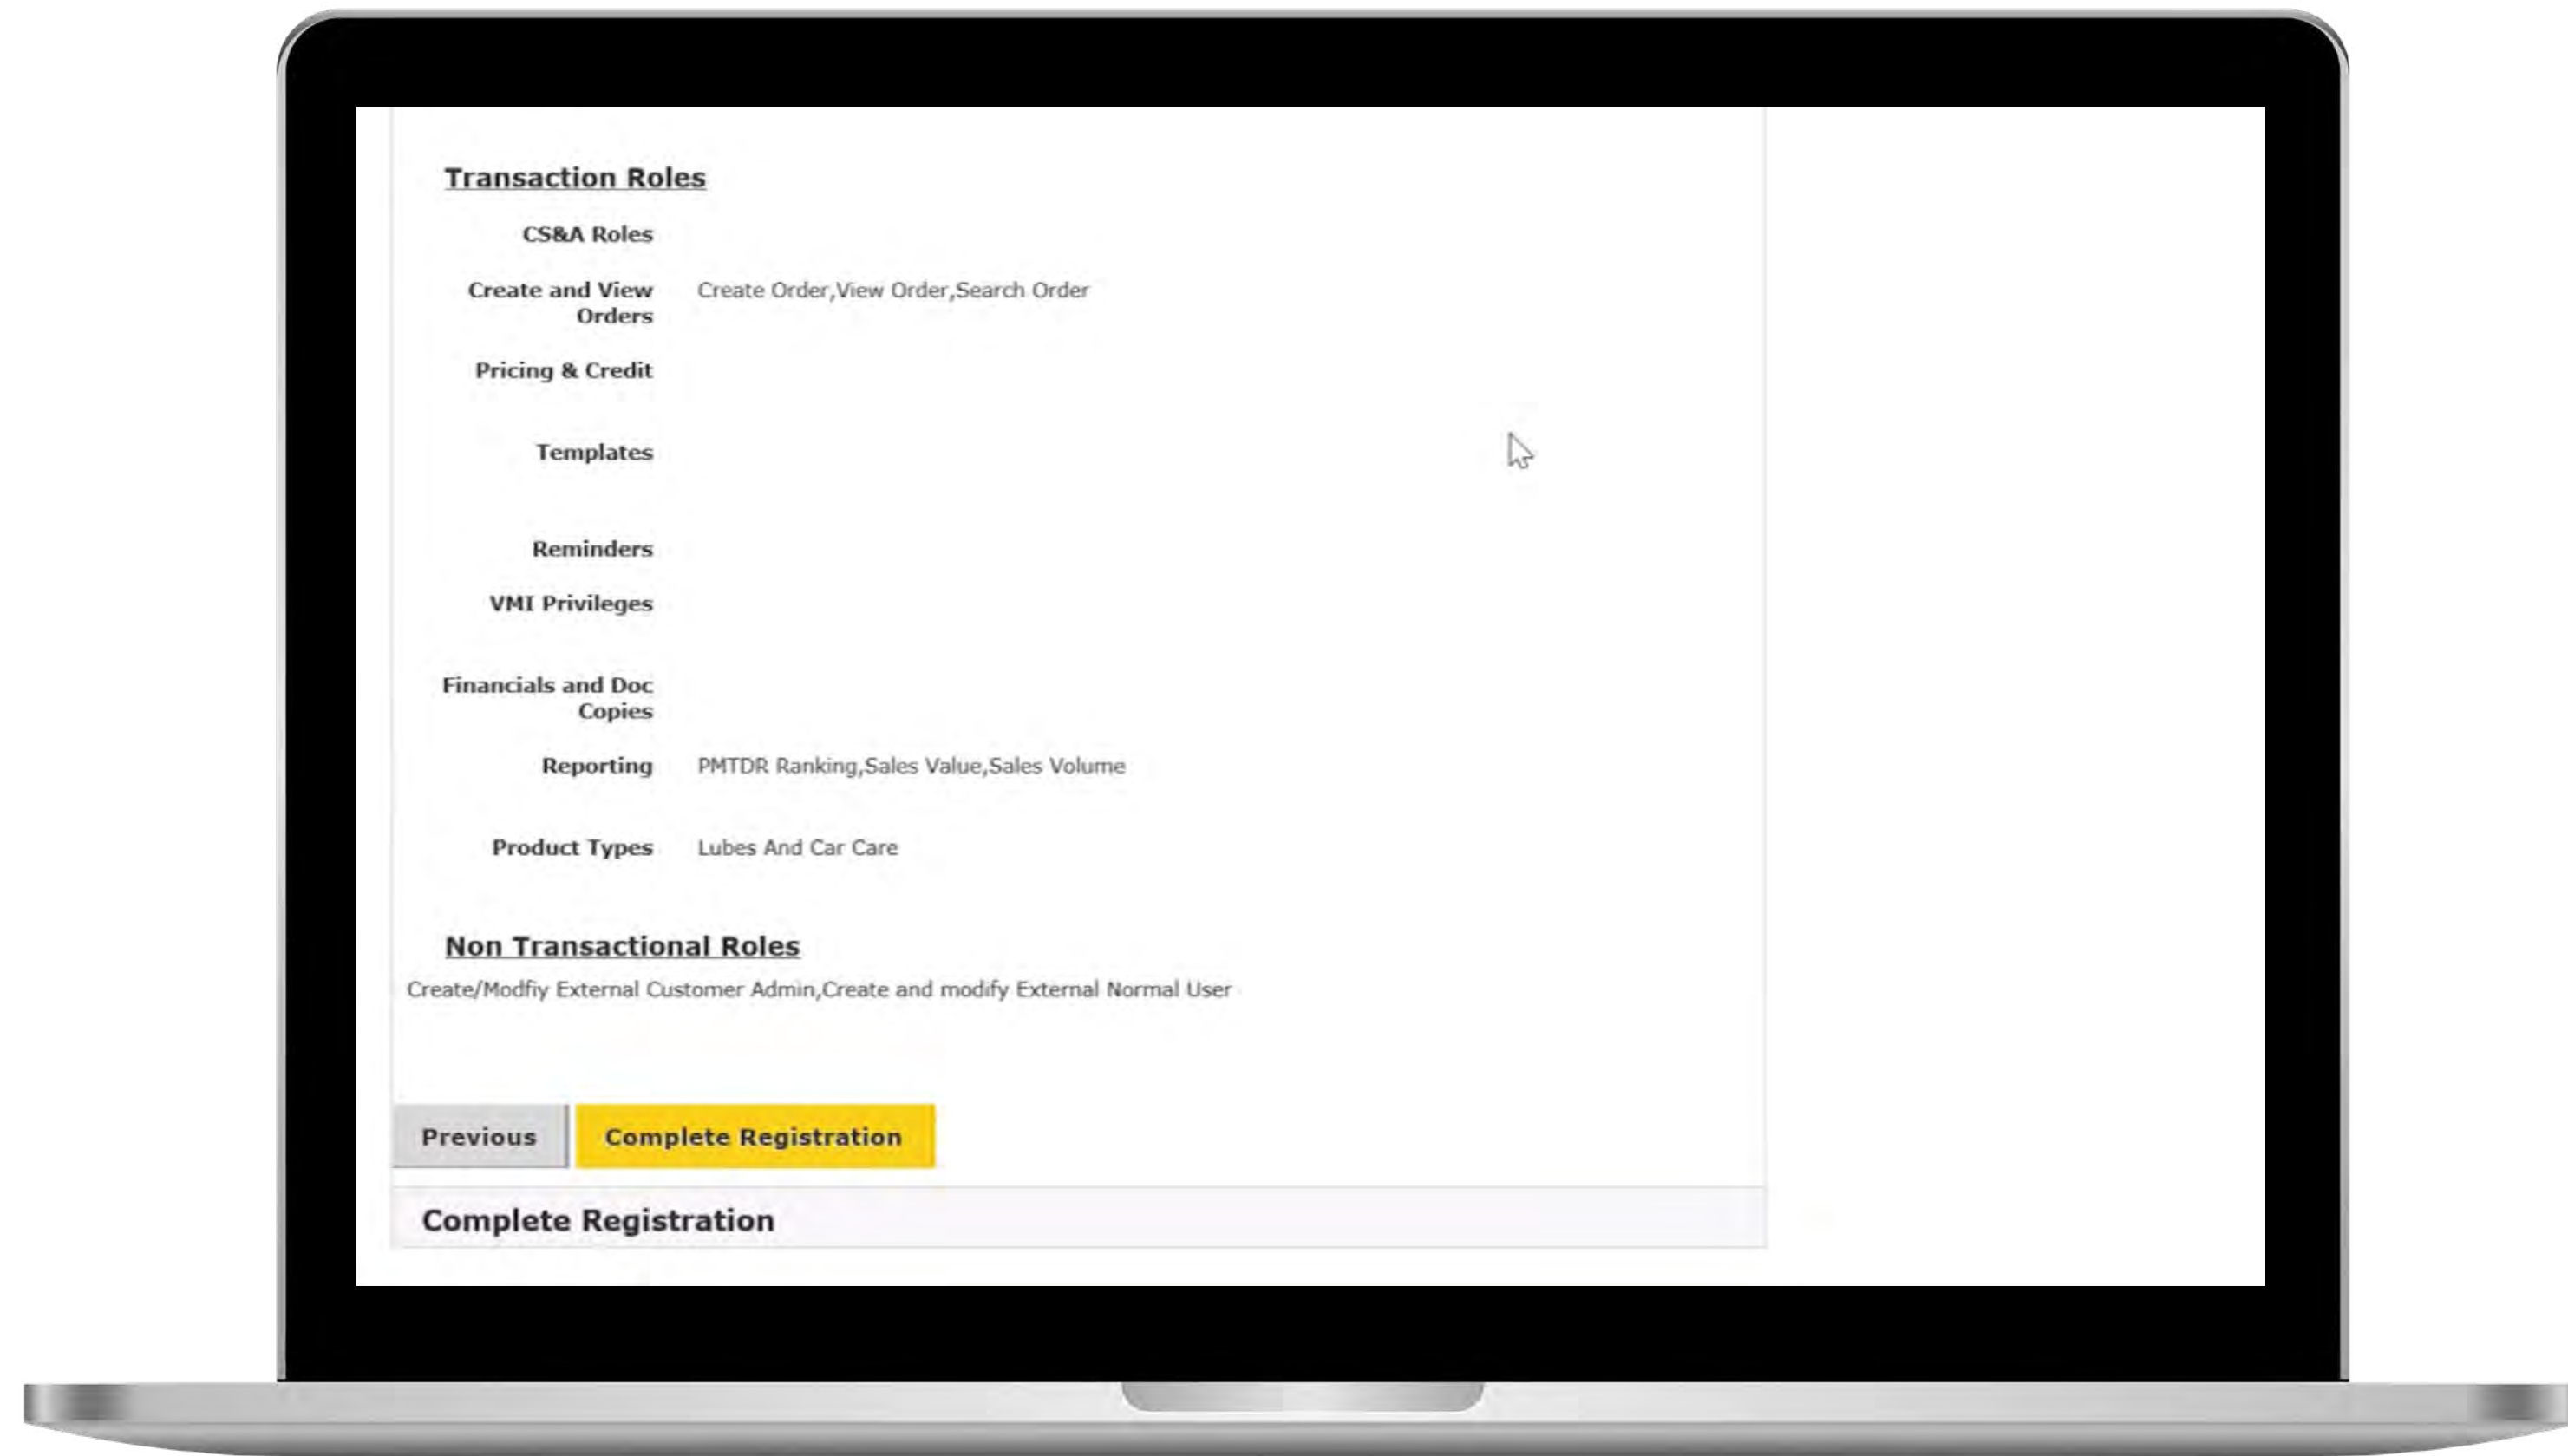 Transaction Roles
CS&A Roles
Create and View Create Order,View Order,Search Order
Orders
Pricing & Credit
Templates
Reminders
VMI Privileges
Financials and Doc
Copies
Reporting PMTDR Ranking,Sales Value,Sales Volume
Product Types Lubes And Car Care
Non Transactional Roles
Create/Modfiy External Customer Admin,Create and modify External Normal User
Previous Complete Registration
Complete Registration